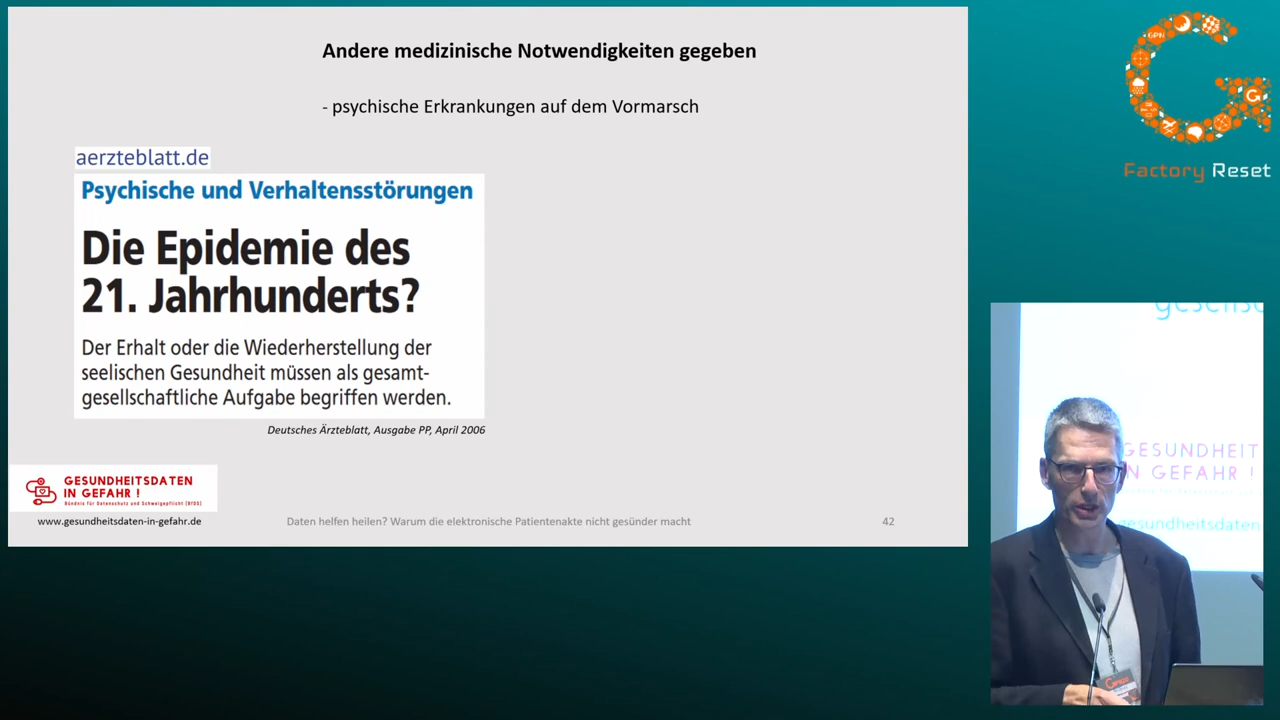 Andere medizinische Notwendigkeiten gegeben
- psychische Erkrankungen auf dem Vormarsch
aerzteblatt.de
Psychische und Verhaltensstörungen
Die Epidemie des
21. Jahrhunderts?
Der Erhalt oder die Wiederherstellung der
seelischen Gesundheit müssen als gesamt-
gesellschaftliche Aufgabe begriffen werden.
Deutsches Ärzteblatt, Ausgabe PP, April 2006
GESUNDHEITSDATEN
IN GEFAHR !
Bündnis für Datenschutz und Schweigepflicht (BfDS)
www.gesundheitsdaten-in-gefahr.de
Daten helfen heilen? Warum die elektronische Patientenakte nicht gesünder macht
42
GPN
Factory Reset
GESUNDHEIT
N GEFAHR !
gesundheitsdaten